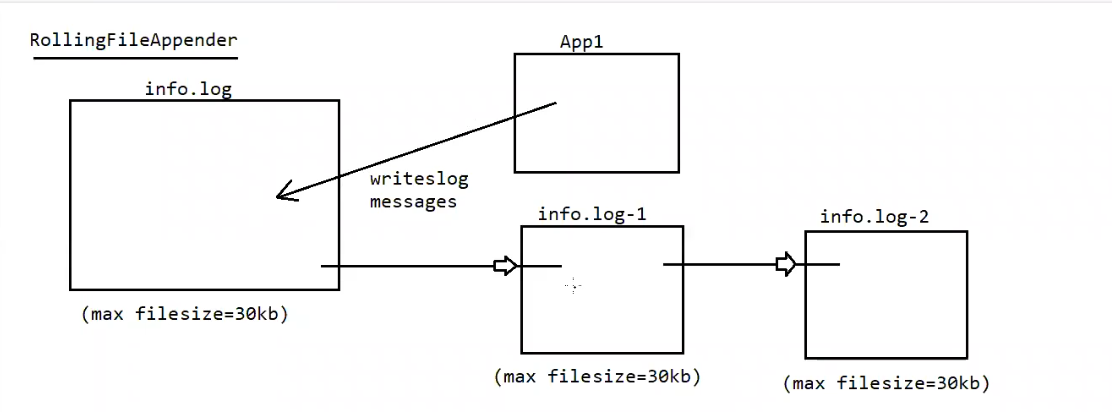 RollingFileAppender
App1
info.log
writeslog
messages
info.log-1
info.log-2
(max filesize=30kb)
(max filesize=30kb)
(max filesize=30kb)